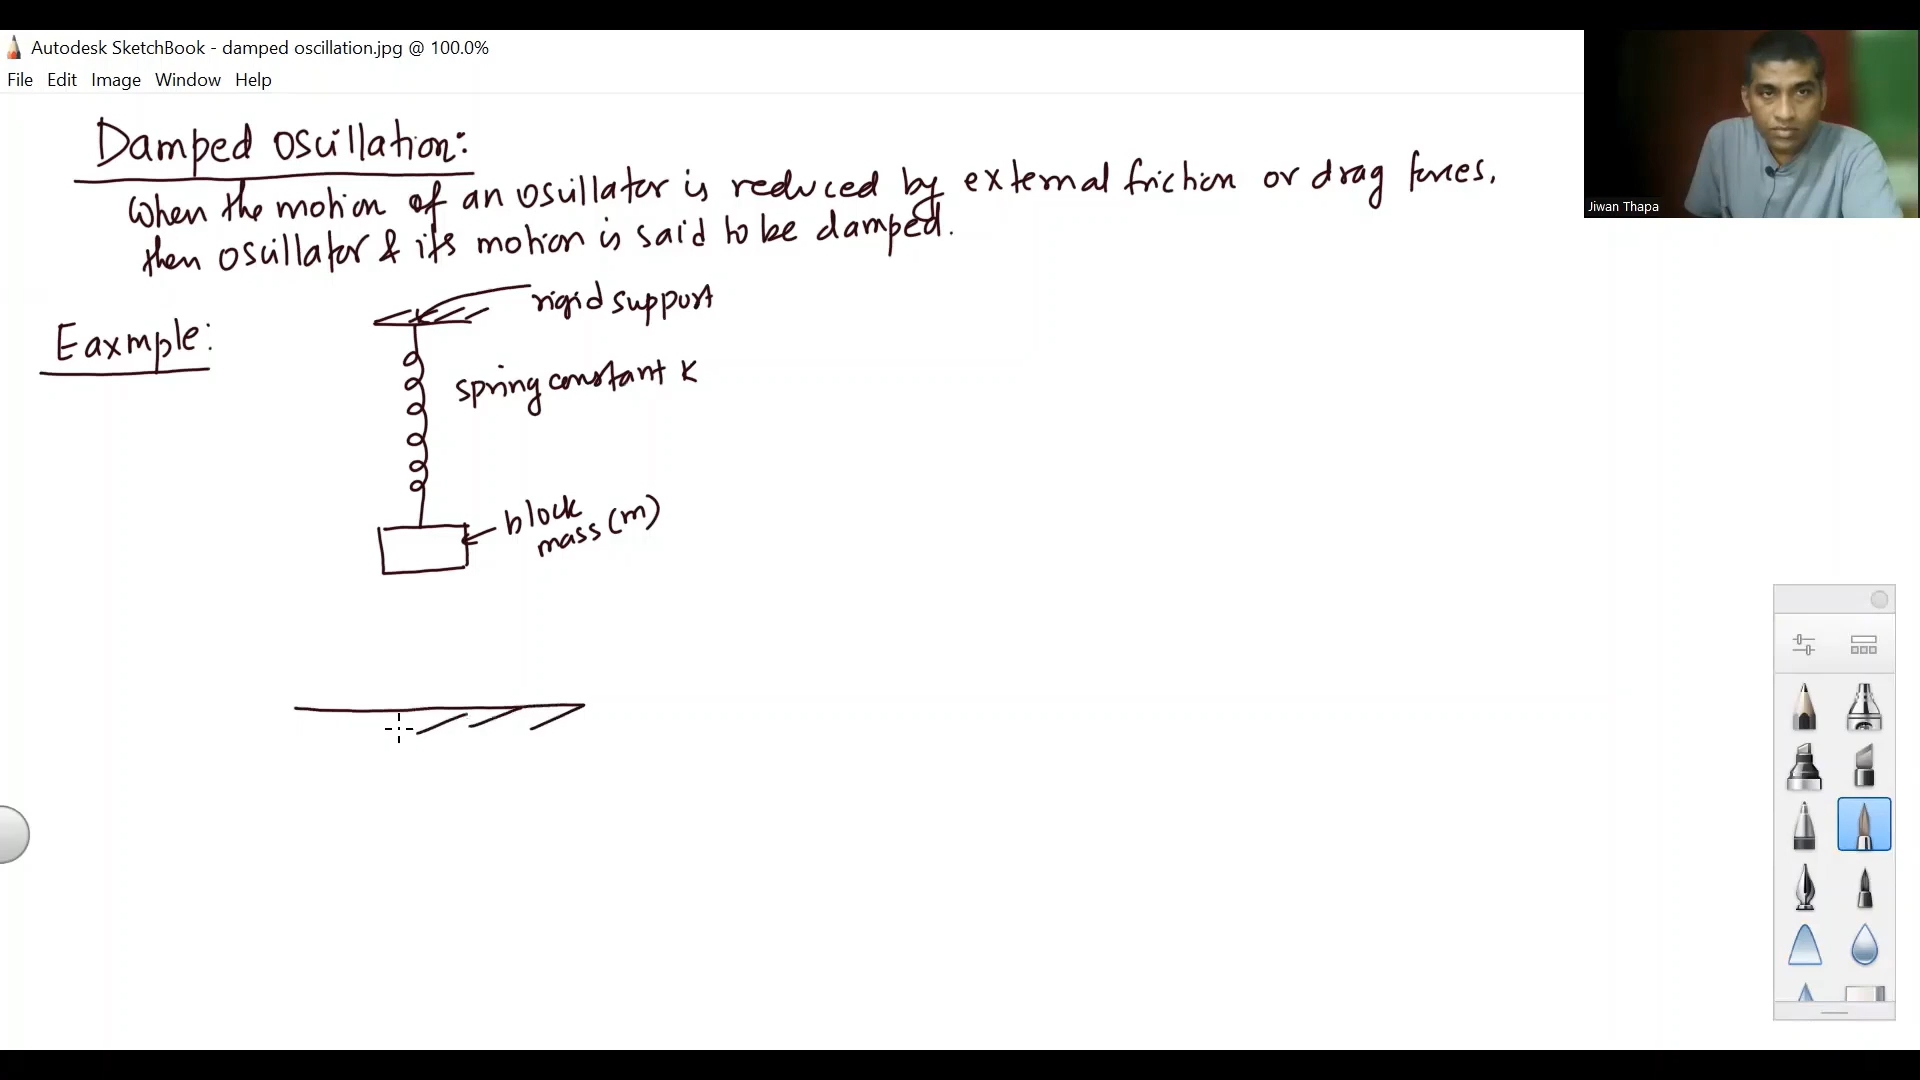 Autodesk SketchBook - damped oscillation.jpg @ 100.0%
File Edit Image Window Help
Jiwan Thapa
Damped oscillation:
When the motion of an oscillator is reduced by external friction or drag forces,
then oscillator & its motion is said to be damped.
Eaxmple:
rigid support
spring constant K
block
mass (m)